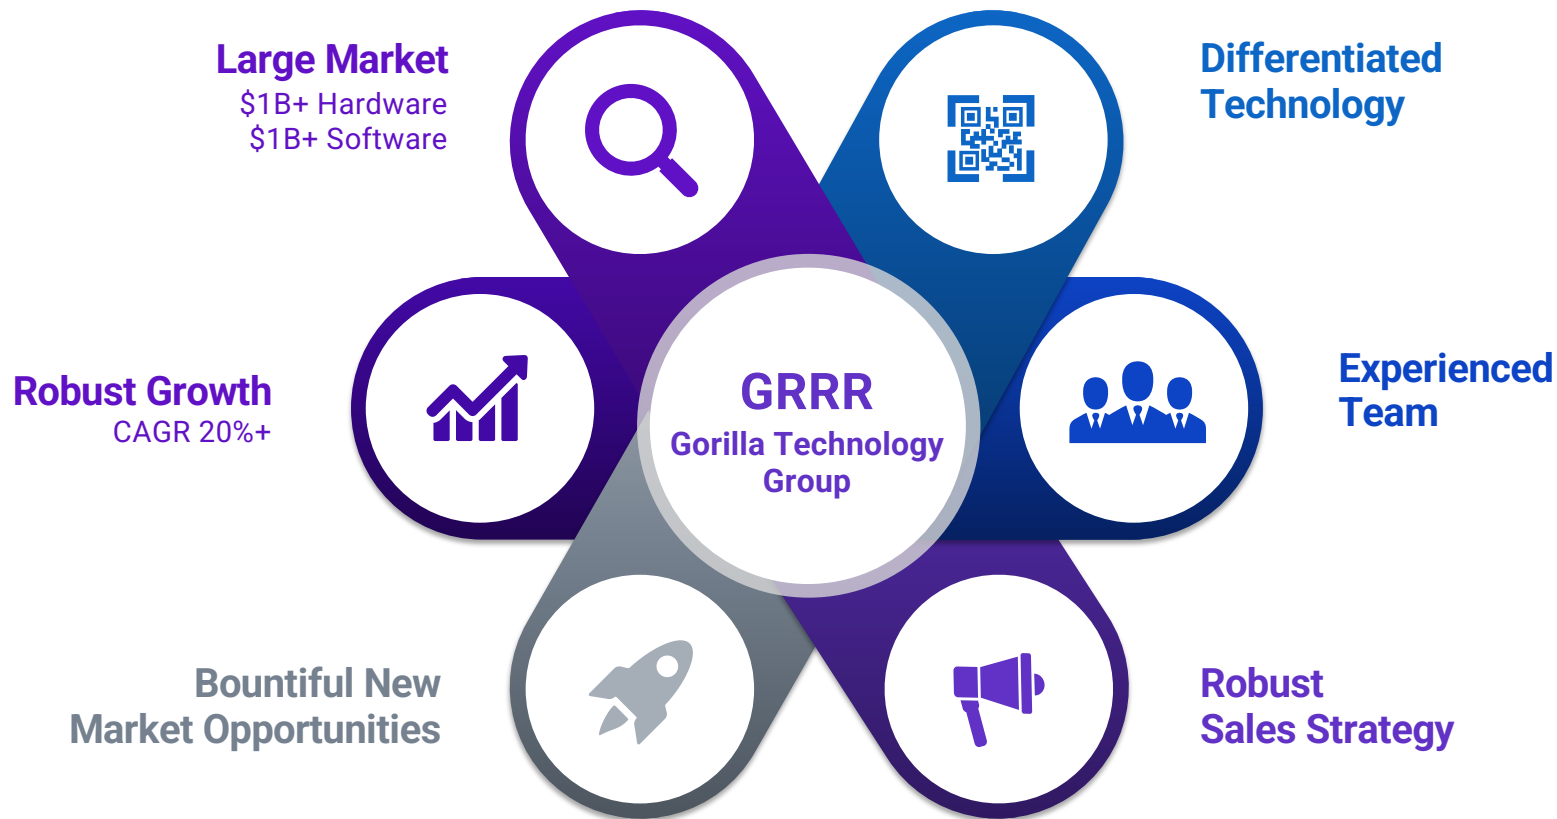 Large Market
$1B+ Hardware
$1B+ Software
Differentiated
Technology
Robust Growth
CAGR 20%+
GRRR
Gorilla Technology
Group
Experienced
Team
Bountiful New
Market Opportunities
Robust
Sales Strategy